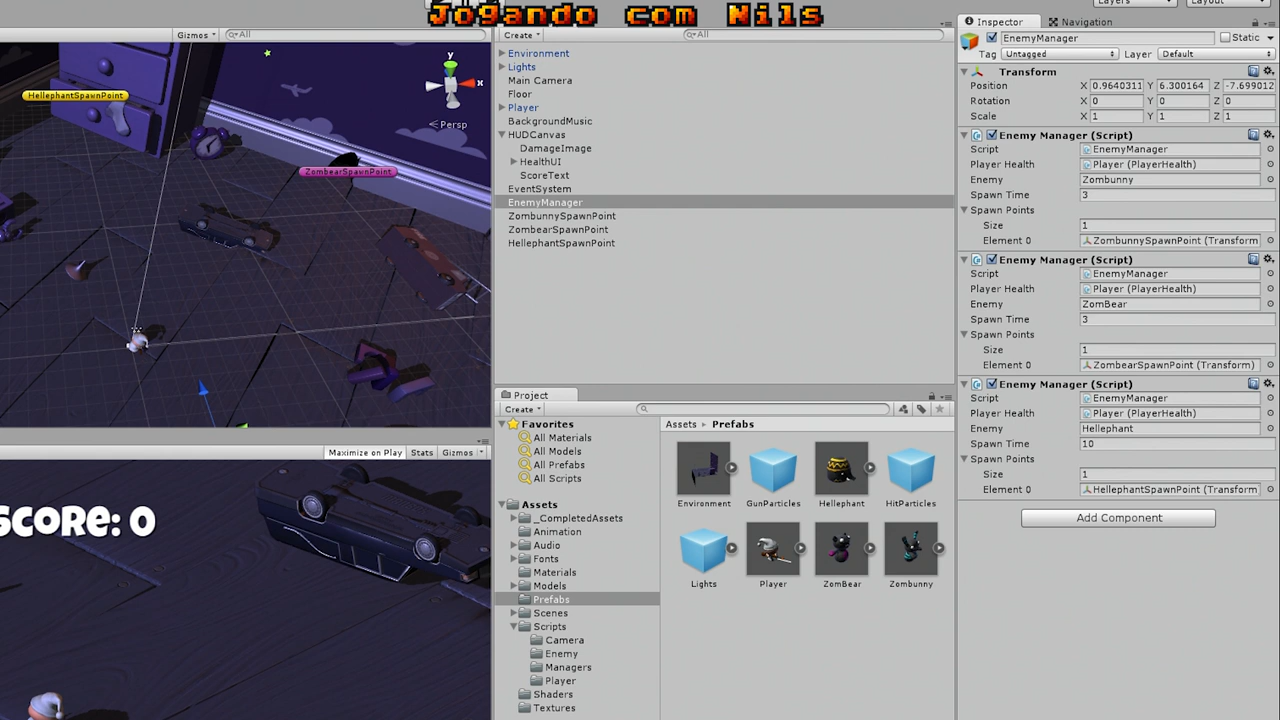 Jogando com Nils
Gizmos
All
HellephantSpawnPoint
ZombearSpawnPoint
y
x
Persp
Maximize on Play
Stats
Gizmos
SCORE: 0
Create
All
Environment
Lights
Main Camera
Floor
Player
BackgroundMusic
HUDCanvas
DamageImage
HealthUI
ScoreText
EventSystem
EnemyManager
ZombunnySpawnPoint
ZombearSpawnPoint
HellephantSpawnPoint
Project
Create
Favorites
All Materials
All Models
All Prefabs
All Scripts
Assets
_CompletedAssets
Animation
Audio
Fonts
Materials
Models
Prefabs
Scenes
Scripts
Camera
Enemy
Managers
Player
Shaders
Textures
Assets Prefabs
Environment GunParticles Hellephant HitParticles
Lights Player ZomBear Zombunny
Layers Layout
Inspector Navigation
EnemyManager Static
Tag Untagged Layer Default
Transform
Position X 0.9640311 Y 6.300164 Z -7.699012
Rotation X 0 Y 0 Z 0
Scale X 1 Y 1 Z 1
Enemy Manager (Script)
Script EnemyManager
Player Health Player (PlayerHealth)
Enemy Zombunny
Spawn Time 3
Spawn Points
Size 1
Element 0 ZombunnySpawnPoint (Transform
Enemy Manager (Script)
Script EnemyManager
Player Health Player (PlayerHealth)
Enemy ZomBear
Spawn Time 3
Spawn Points
Size 1
Element 0 ZombearSpawnPoint (Transform)
Enemy Manager (Script)
Script EnemyManager
Player Health Player (PlayerHealth)
Enemy Hellephant
Spawn Time 10
Spawn Points
Size 1
Element 0 HellephantSpawnPoint (Transform
Add Component